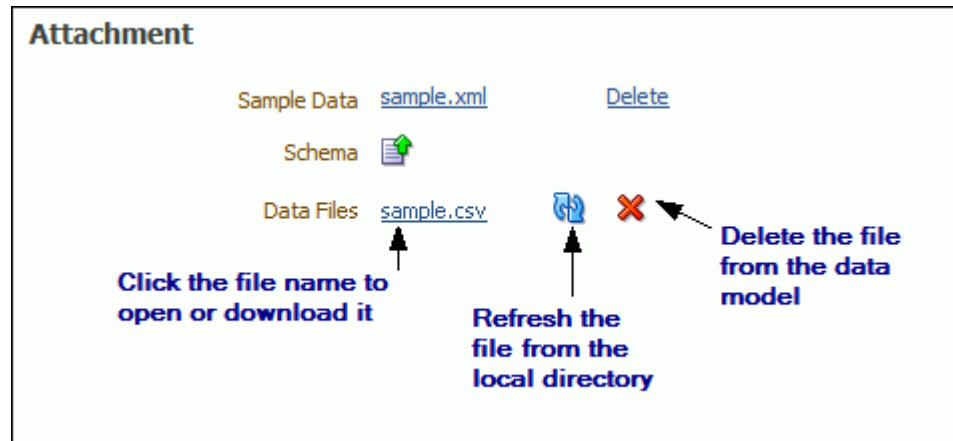 Attachment
Sample Data sample.xml Delete
Schema
Data Files sample.csv
Click the file name to
open or download it
Refresh the
file from the
local directory
Delete the file
from the data
model